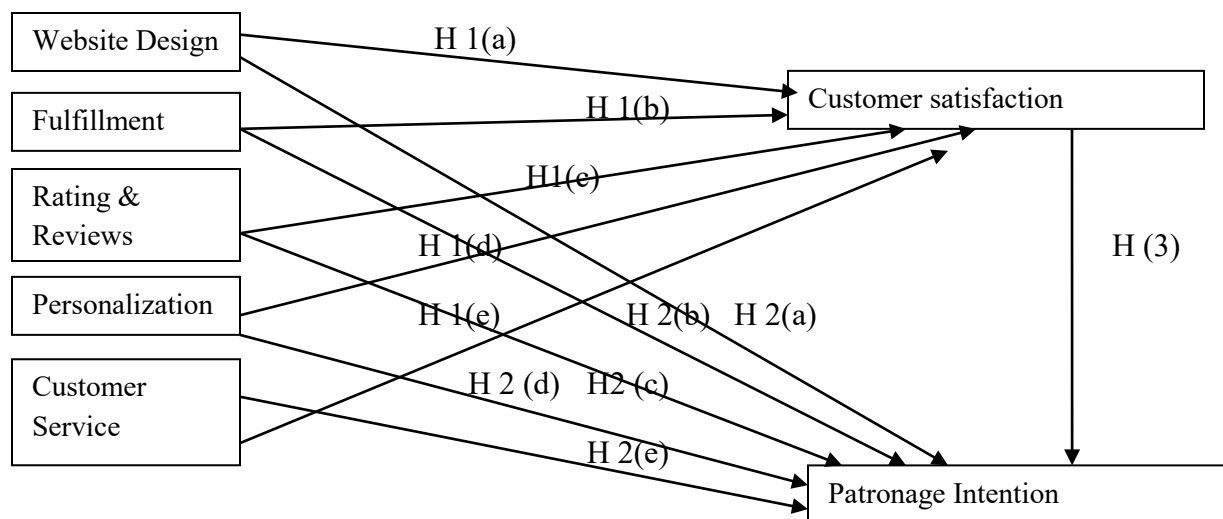 Website Design
H 1(a)
Customer satisfaction
H 1(b)
Fulfillment
H1(c)
Rating &
Reviews
H 1(d)
H (3)
Personalization
H 1(e)
H 2(b)
H 2(a)
Customer
Service
H 2 (d)
H2 (c)
H 2(e)
Patronage Intention